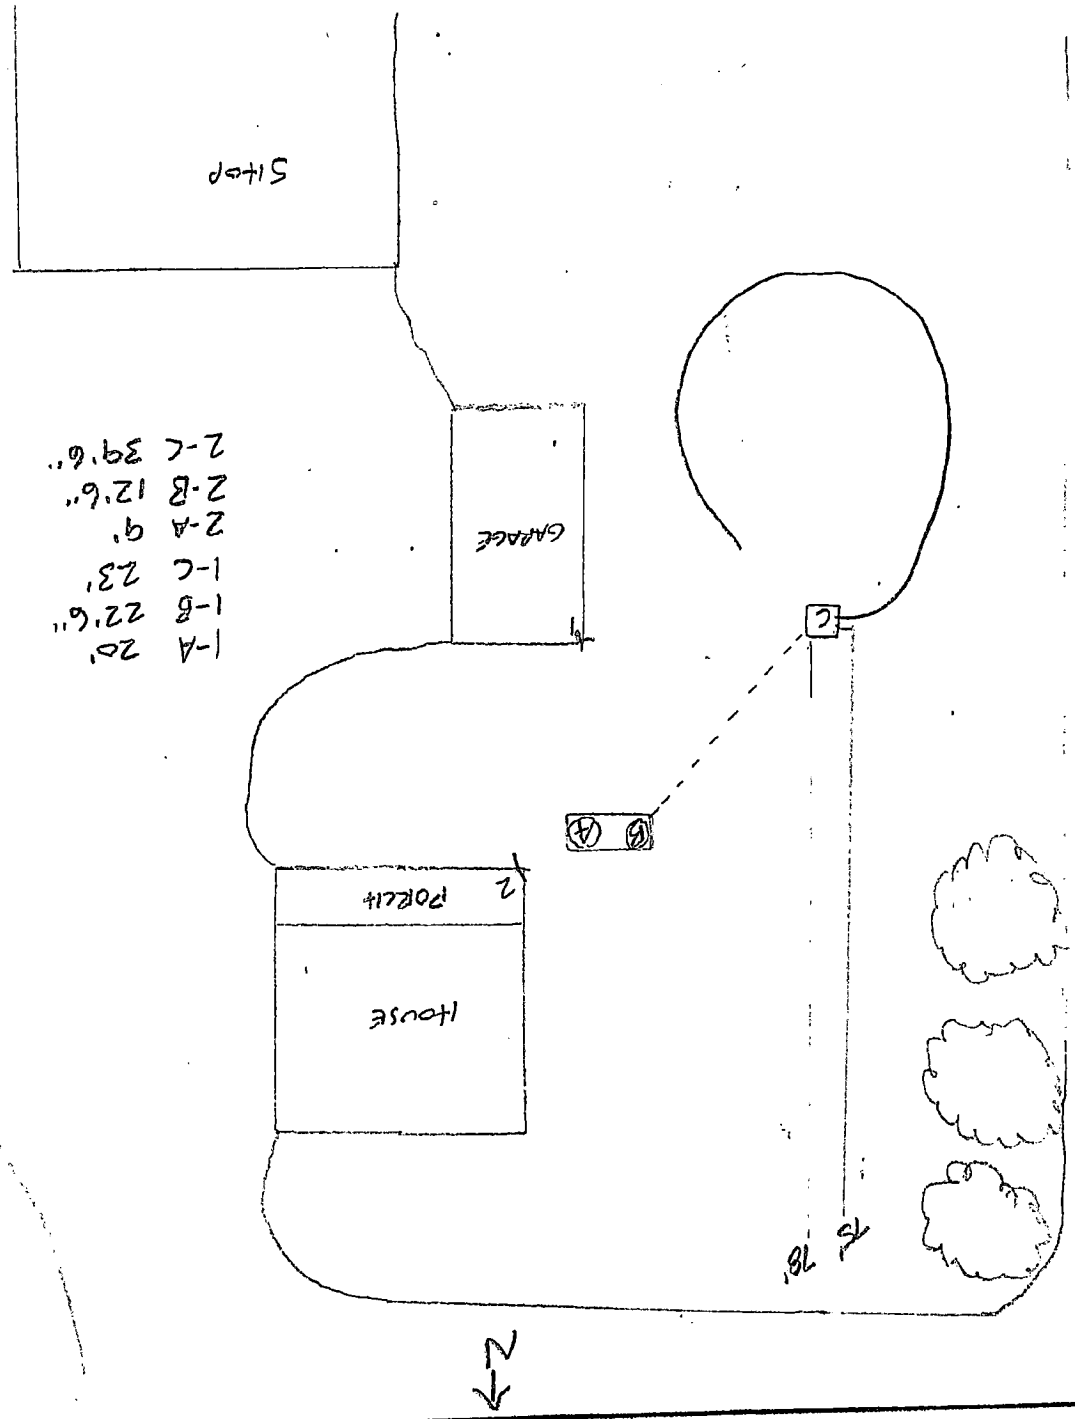 N
75'
78'
HOUSE
PORCH
2
B A
C
1
1-A 20'
1-B 22'6"
1-C 23'
2-A 9'
2-B 12'6"
2-C 39'6"
GARAGE
SHOP